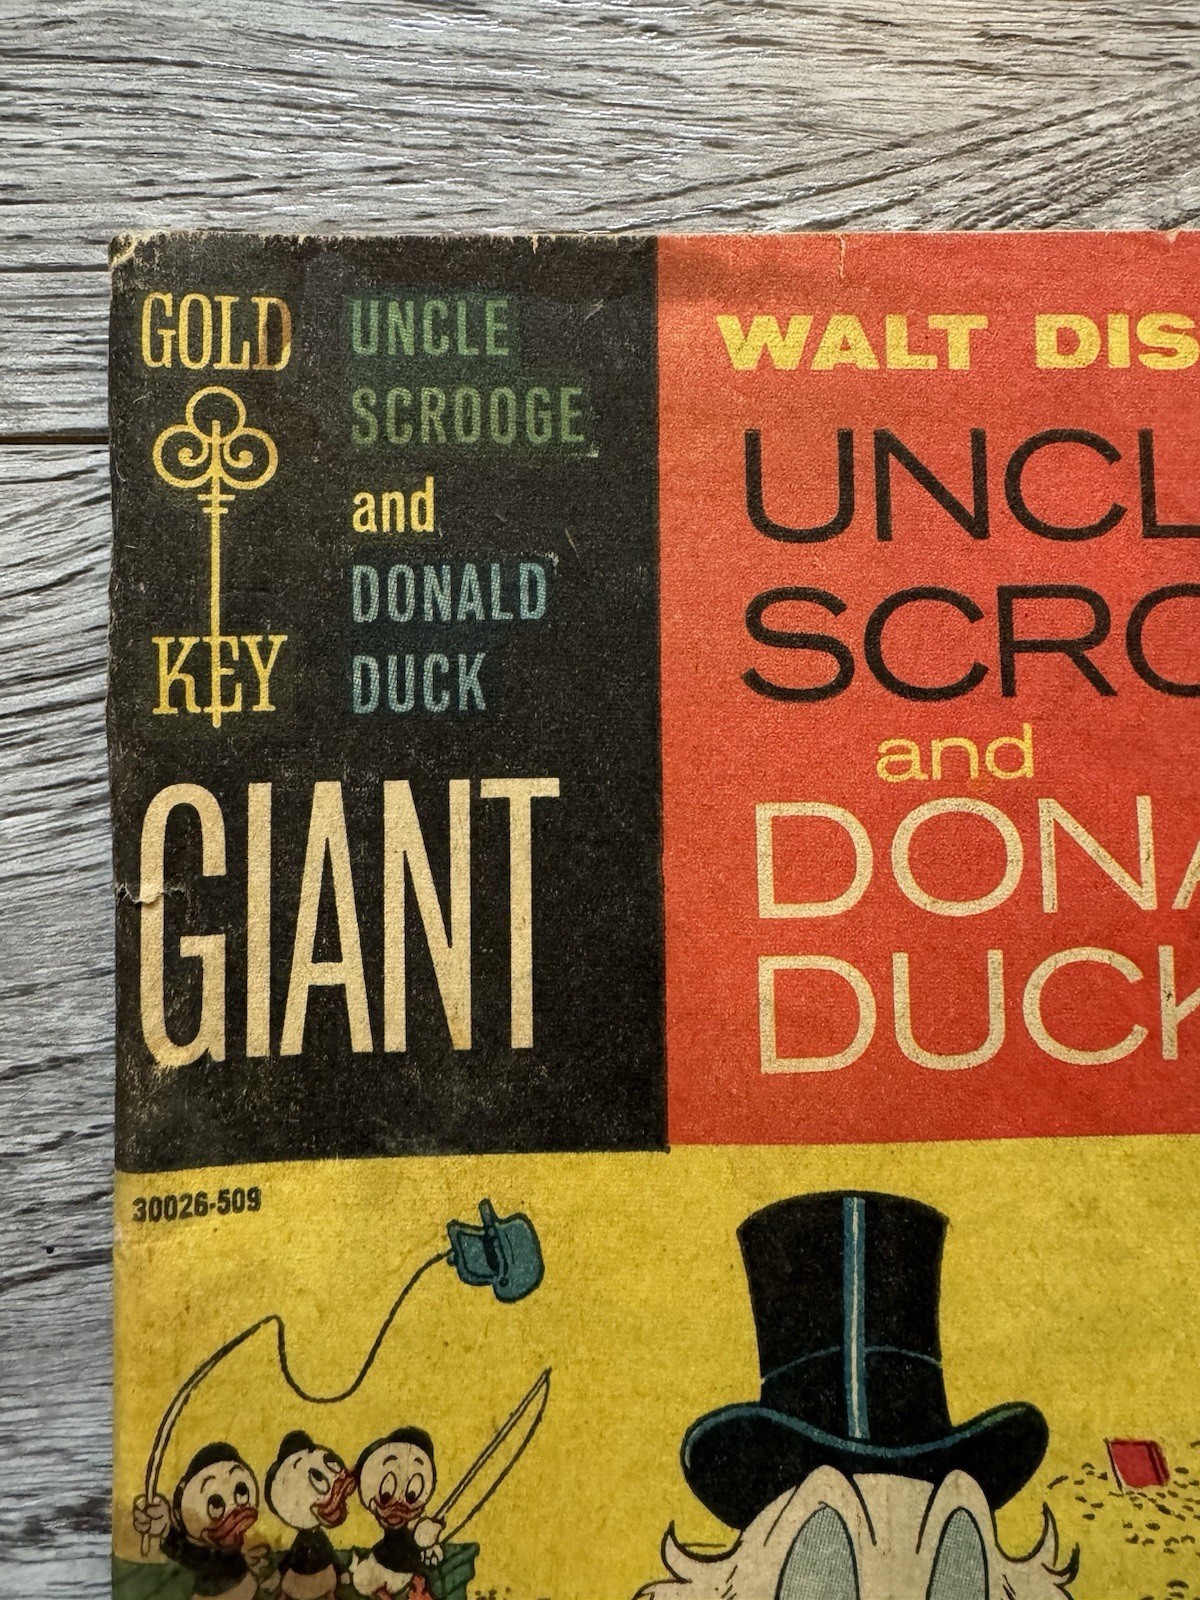 GOLD
KEY
UNCLE
SCROOGE
and
DONALD
DUCK
GIANT
WALT DIS
UNCL
SCRO
and
DONA
DUCK
30026-509